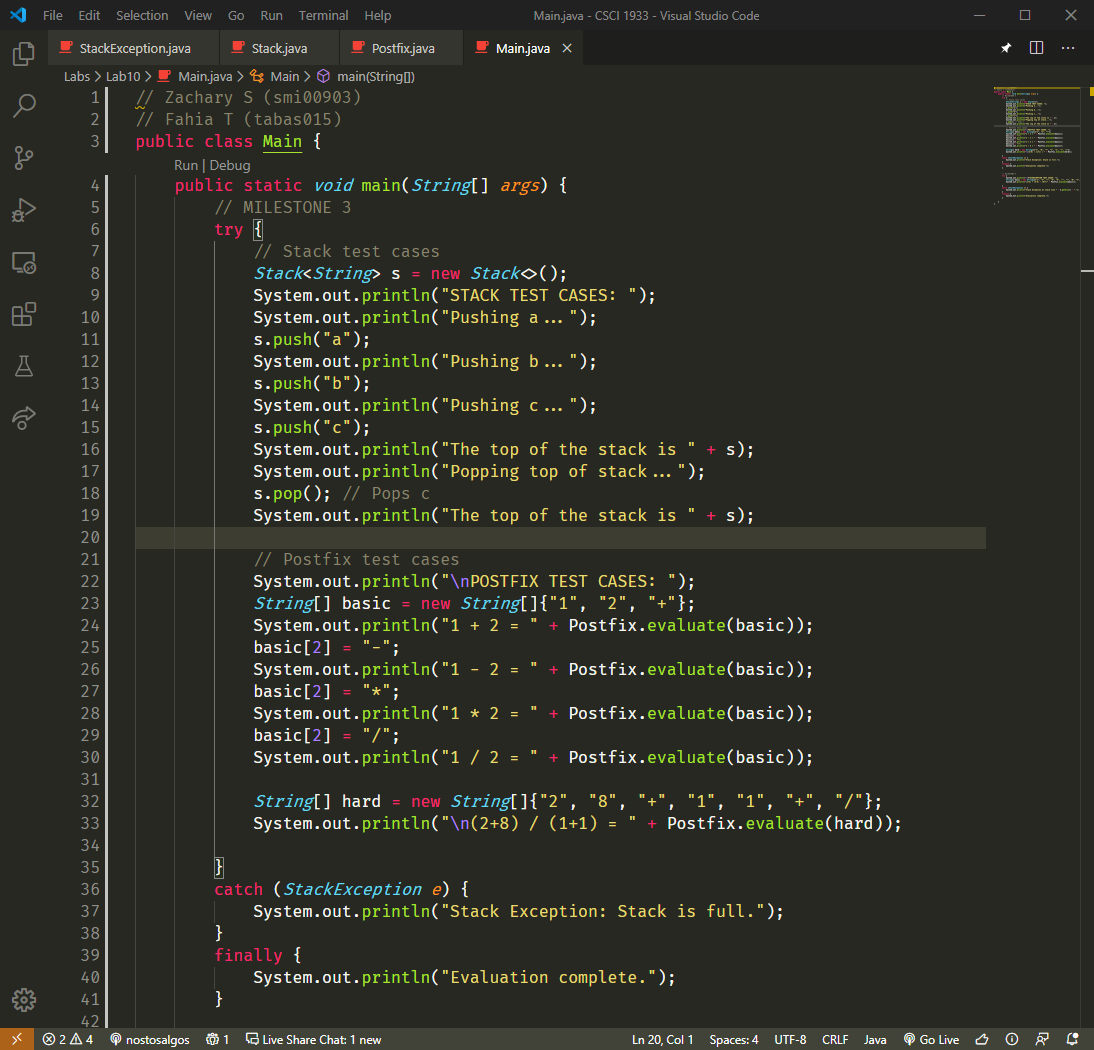 File Edit Selection View Go Run Terminal Help Main.java - CSCI 1933 - Visual Studio Code
StackException.java Stack.java Postfix.java Main.java
Labs > Lab10 > Main.java > Main > main(String[])
1 // Zachary S (smi00903)
2 // Fahia T (tabas015)
3 public class Main {
Run | Debug
4 public static void main(String[] args) {
5 // MILESTONE 3
6 try {
7 // Stack test cases
8 Stack<String> s = new Stack<>();
9 System.out.println("STACK TEST CASES: ");
10 System.out.println("Pushing a...");
11 s.push("a");
12 System.out.println("Pushing b...");
13 s.push("b");
14 System.out.println("Pushing c...");
15 s.push("c");
16 System.out.println("The top of the stack is " + s);
17 System.out.println("Popping top of stack...");
18 s.pop(); // Pops c
19 System.out.println("The top of the stack is " + s);
20
21 // Postfix test cases
22 System.out.println("\nPOSTFIX TEST CASES: ");
23 String[] basic = new String[]{"1", "2", "+"};
24 System.out.println("1 + 2 = " + Postfix.evaluate(basic));
25 basic[2] = "-";
26 System.out.println("1 - 2 = " + Postfix.evaluate(basic));
27 basic[2] = "*";
28 System.out.println("1 * 2 = " + Postfix.evaluate(basic));
29 basic[2] = "/";
30 System.out.println("1 / 2 = " + Postfix.evaluate(basic));
31
32 String[] hard = new String[]{"2", "8", "+", "1", "1", "+", "/"};
33 System.out.println("\n(2+8) / (1+1) = " + Postfix.evaluate(hard));
34
35 }
36 catch (StackException e) {
37 System.out.println("Stack Exception: Stack is full.");
38 }
39 finally {
40 System.out.println("Evaluation complete.");
41 }
42
2 4 nostosalgos 1 Live Share Chat: 1 new Ln 20, Col 1 Spaces: 4 UTF-8 CRLF Java Go Live